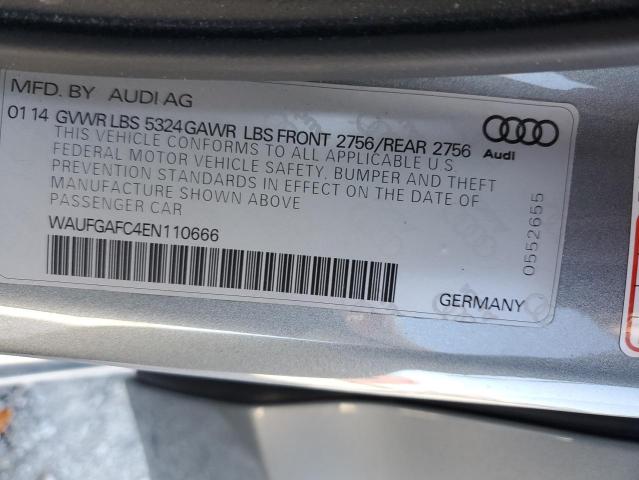 MFD. BY AUDI AG
01 14 GVWR LBS 5324 GAWR LBS FRONT 2756/REAR 2756
THIS VEHICLE CONFORMS TO ALL APPLICABLE U.S.
FEDERAL MOTOR VEHICLE SAFETY, BUMPER AND THEFT
PREVENTION STANDARDS IN EFFECT ON THE DATE OF
MANUFACTURE SHOWN ABOVE
PASSENGER CAR
WAUFGAFC4EN110666
GERMANY
Audi
0552655